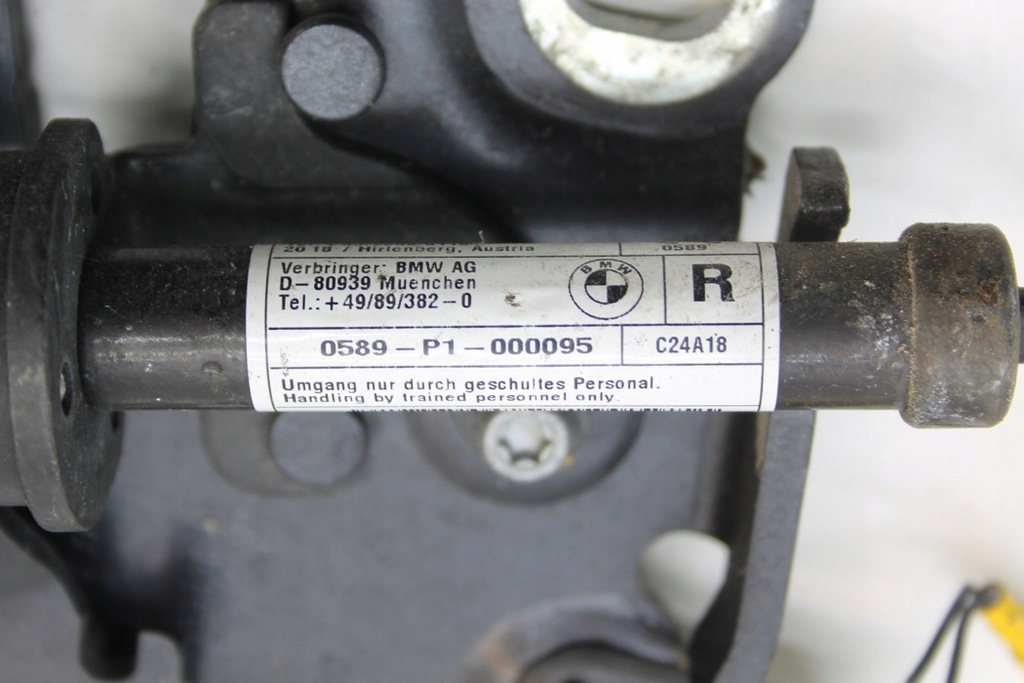 2018 / Hirtenberg, Austria 0589
Verbringer: BMW AG
D-80939 Muenchen
Tel.: +49/89/382-0
BMW
R
0589-P1-000095 C24A18
Umgang nur durch geschultes Personal.
Handling by trained personnel only.